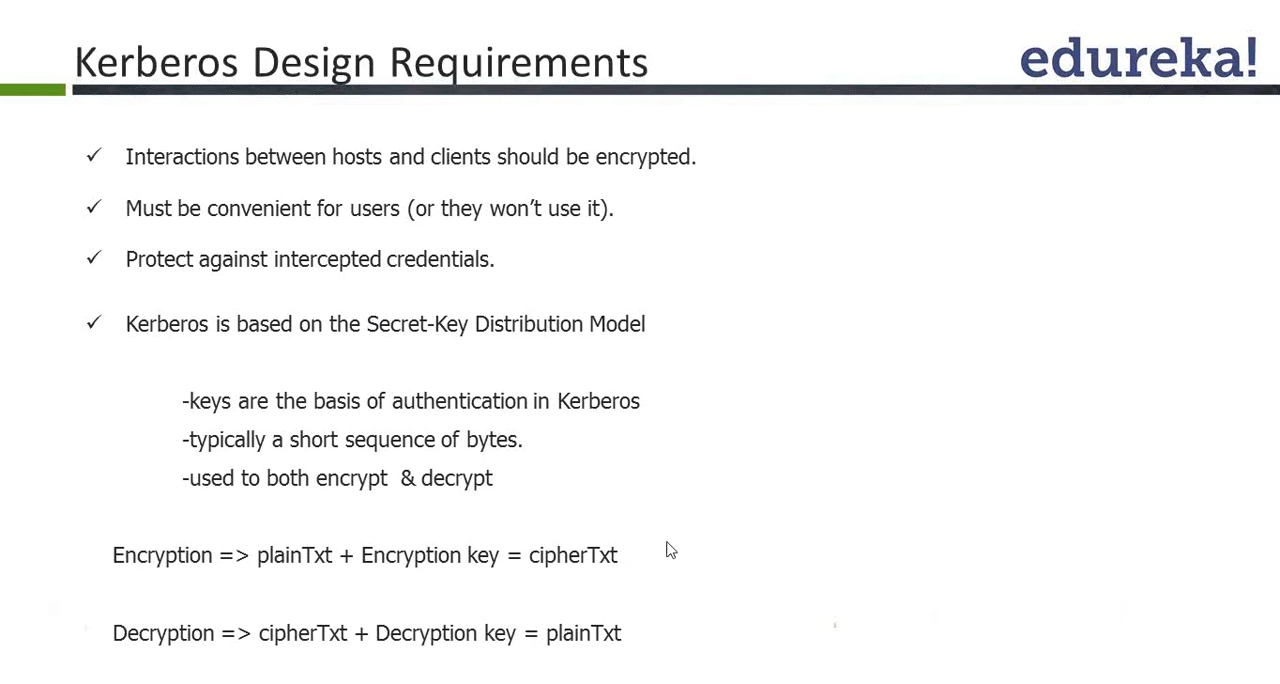 Kerberos Design Requirements
edureka!
✓ Interactions between hosts and clients should be encrypted.
✓ Must be convenient for users (or they won't use it).
✓ Protect against intercepted credentials.
✓ Kerberos is based on the Secret-Key Distribution Model
-keys are the basis of authentication in Kerberos
-typically a short sequence of bytes.
-used to both encrypt & decrypt
Encryption => plainTxt + Encryption key = cipherTxt
Decryption => cipherTxt + Decryption key = plainTxt